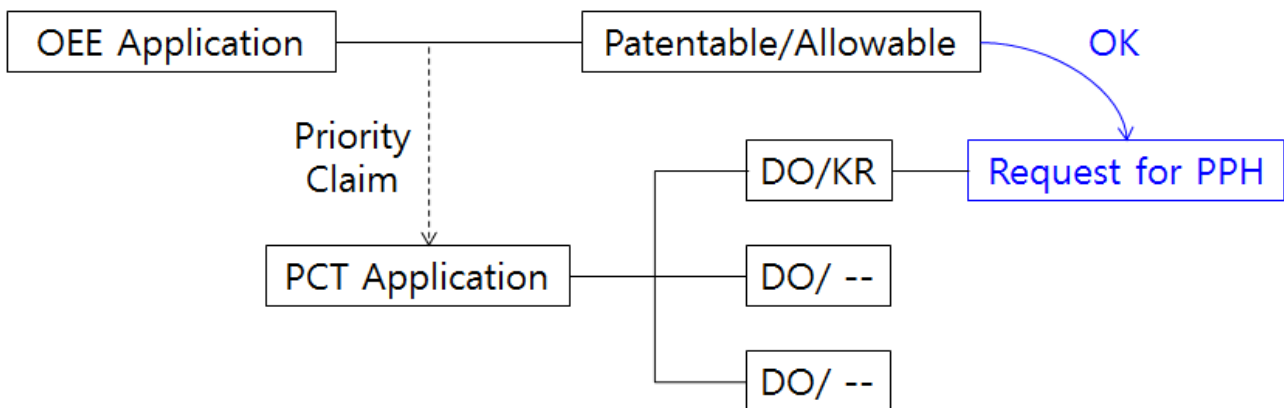 OEE Application
Patentable/Allowable
OK
Priority
Claim
DO/KR
Request for PPH
PCT Application
DO/ --
DO/ --